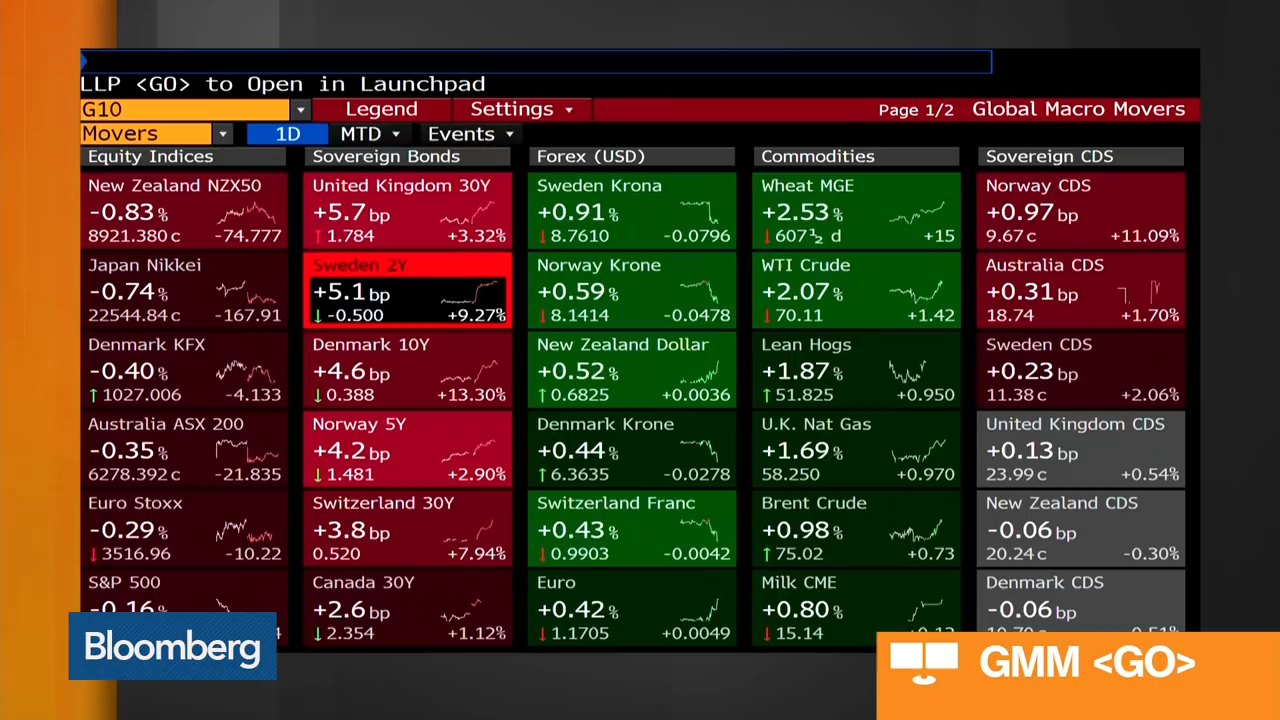 LLP <GO> to Open in Launchpad
G10 Legend Settings Page 1/2 Global Macro Movers
Movers 1D MTD Events
Equity Indices Sovereign Bonds Forex (USD) Commodities Sovereign CDS
New Zealand NZX50 United Kingdom 30Y Sweden Krona Wheat MGE Norway CDS
-0.83% +5.7bp +0.91% +2.53% +0.97bp
8921.380c -74.777 ↑1.784 +3.32% ↓8.7610 -0.0796 ↓607½ d +15 9.67c +11.09%
Japan Nikkei Sweden 2Y Norway Krone WTI Crude Australia CDS
-0.74% +5.1bp +0.59% +2.07% +0.31bp
22544.84c -167.91 ↓-0.500 +9.27% ↓8.1414 -0.0478 ↓70.11 +1.42 18.74 +1.70%
Denmark KFX Denmark 10Y New Zealand Dollar Lean Hogs Sweden CDS
-0.40% +4.6bp +0.52% +1.87% +0.23bp
↑1027.006 -4.133 ↓0.388 +13.30% ↑0.6825 +0.0036 ↑51.825 +0.950 11.38c +2.06%
Australia ASX 200 Norway 5Y Denmark Krone U.K. Nat Gas United Kingdom CDS
-0.35% +4.2bp +0.44% +1.69% +0.13bp
6278.392c -21.835 ↓1.481 +2.90% ↑6.3635 -0.0278 58.250 +0.970 23.99c +0.54%
Euro Stoxx Switzerland 30Y Switzerland Franc Brent Crude New Zealand CDS
-0.29% +3.8bp +0.43% +0.98% -0.06bp
↓3516.96 -10.22 0.520 +7.94% ↓0.9903 -0.0042 ↑75.02 +0.73 20.24c -0.30%
S&P 500 Canada 30Y Euro Milk CME Denmark CDS
-0.16% +2.6bp +0.42% +0.80% -0.06bp
↓2.354 +1.12% ↓1.1705 +0.0049 ↓15.14
Bloomberg GMM <GO>